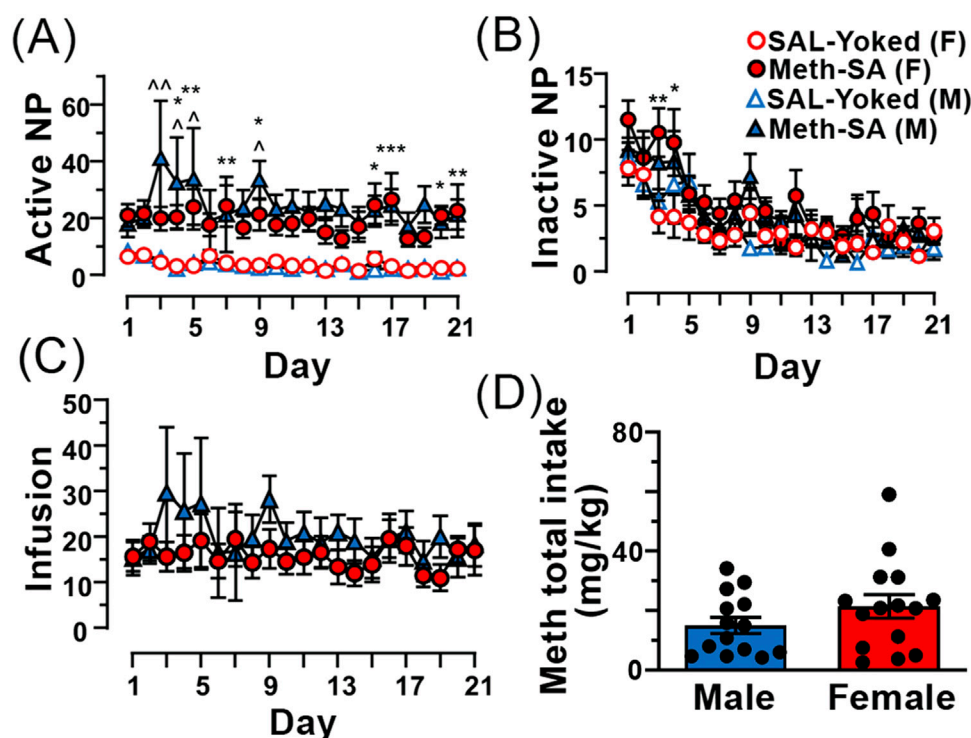 (A)
Active NP
60
40
20
0
^^
*
^
**
^
**
*
^
*
***
*
**
1 5 9 13 17 21
Day
(B)
Inactive NP
15
10
5
0
SAL-Yoked (F)
Meth-SA (F)
SAL-Yoked (M)
Meth-SA (M)
**
*
1 5 9 13 17 21
Day
(C)
Infusion
50
40
30
20
10
0
1 5 9 13 17 21
Day
(D)
Meth total intake
(mg/kg)
80
40
0
Male Female